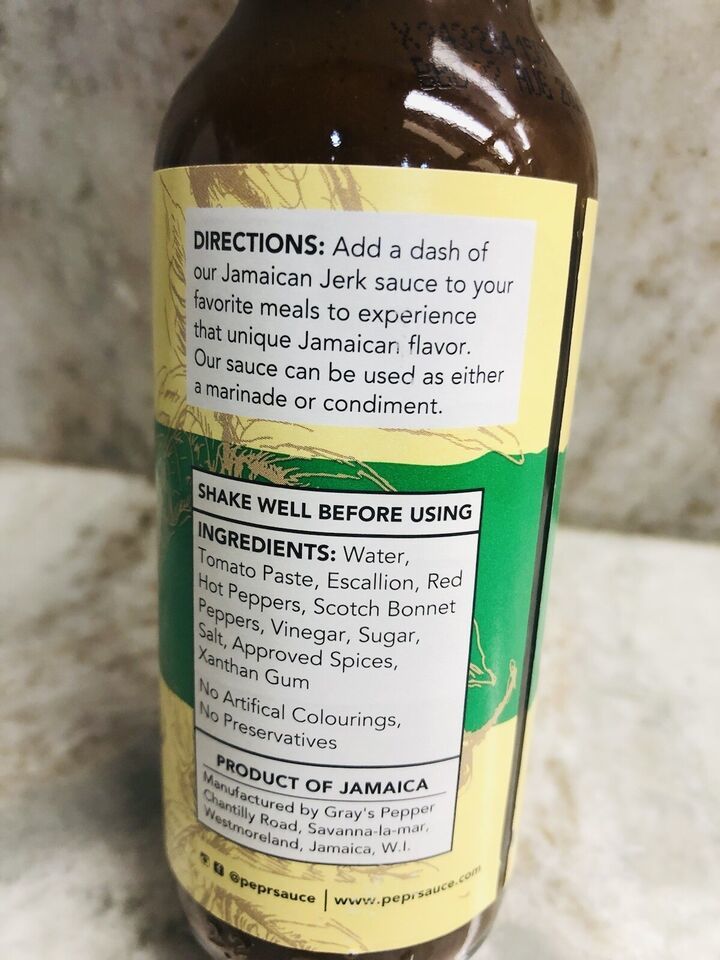 DIRECTIONS: Add a dash of
our Jamaican Jerk sauce to your
favorite meals to experience
that unique Jamaican flavor.
Our sauce can be used as either
a marinade or condiment.
SHAKE WELL BEFORE USING
INGREDIENTS: Water,
Tomato Paste, Escallion, Red
Hot Peppers, Scotch Bonnet
Peppers, Vinegar, Sugar,
Salt, Approved Spices,
Xanthan Gum
No Artifical Colourings,
No Preservatives
PRODUCT OF JAMAICA
Manufactured by Gray's Pepper
Chantilly Road, Savanna-la-mar,
Westmoreland, Jamaica, W.I.
@peprsauce | www.peprsauce.com